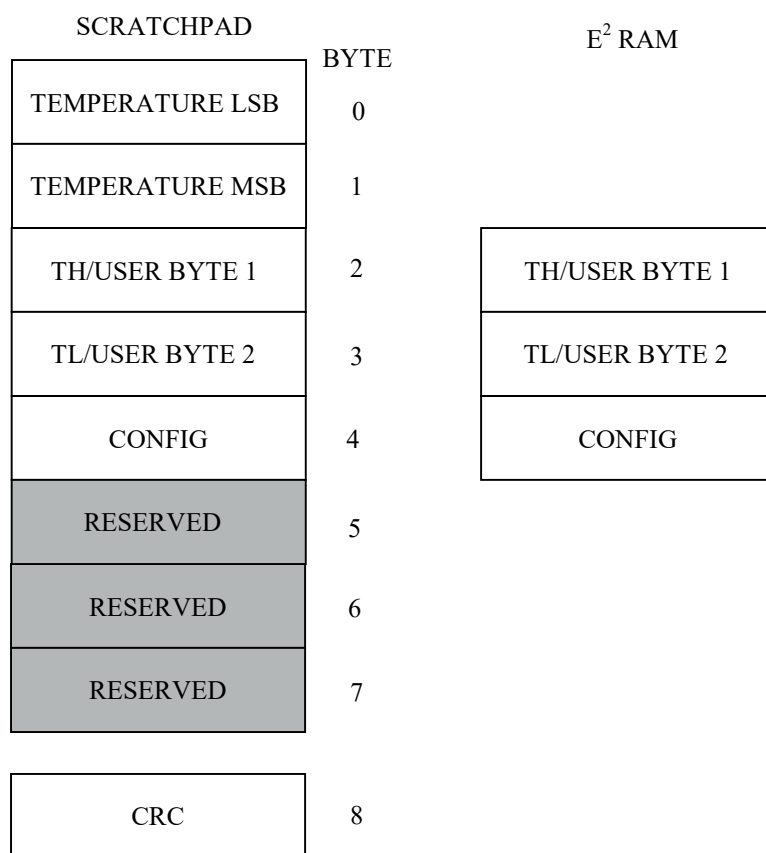 SCRATCHPAD
BYTE
E² RAM
TEMPERATURE LSB 0
TEMPERATURE MSB 1
TH/USER BYTE 1 2 TH/USER BYTE 1
TL/USER BYTE 2 3 TL/USER BYTE 2
CONFIG 4 CONFIG
RESERVED 5
RESERVED 6
RESERVED 7
CRC 8